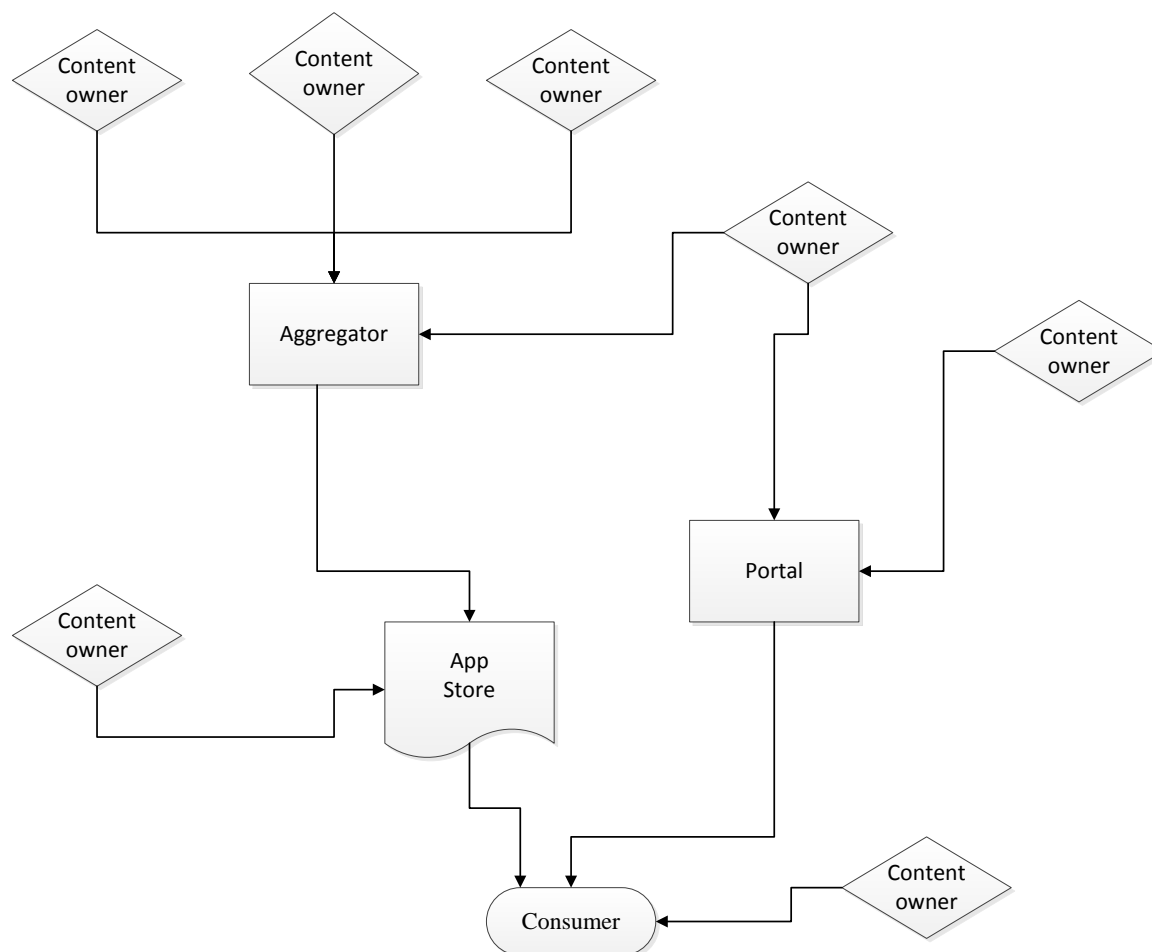 Content
owner
Content
owner
Content
owner
Content
owner
Aggregator
Content
owner
Portal
Content
owner
App
Store
Content
owner
Consumer